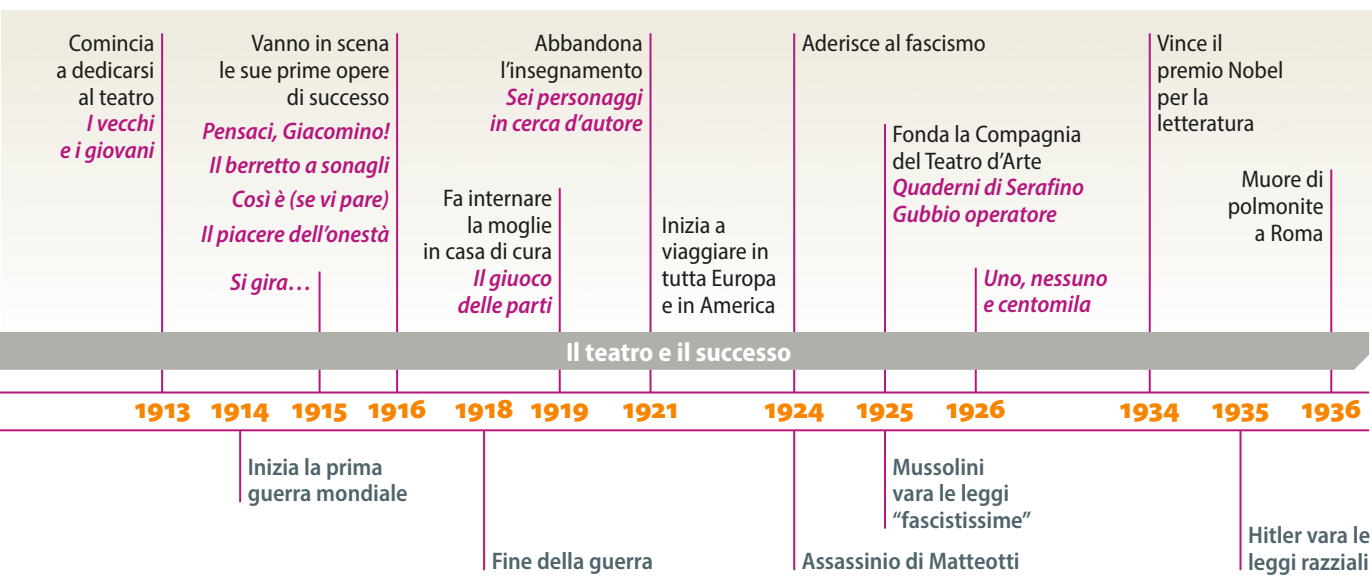 Comincia
a dedicarsi
al teatro
I vecchi
e i giovani
Vanno in scena
le sue prime opere
di successo
Pensaci, Giacomino!
Il berretto a sonagli
Così è (se vi pare)
Il piacere dell’onestà
Si gira…
Fa internare
la moglie
in casa di cura
Il giuoco
delle parti
Abbandona
l’insegnamento
Sei personaggi
in cerca d’autore
Inizia a
viaggiare in
tutta Europa
e in America
Aderisce al fascismo
Fonda la Compagnia
del Teatro d’Arte
Quaderni di Serafino
Gubbio operatore
Uno, nessuno
e centomila
Vince il
premio Nobel
per la
letteratura
Muore di
polmonite
a Roma
Il teatro e il successo
1913 1914 1915 1916 1918 1919 1921 1924 1925 1926 1934 1935 1936
Inizia la prima
guerra mondiale
Fine della guerra
Assassinio di Matteotti
Mussolini
vara le leggi
“fascistissime”
Hitler vara le
leggi razziali